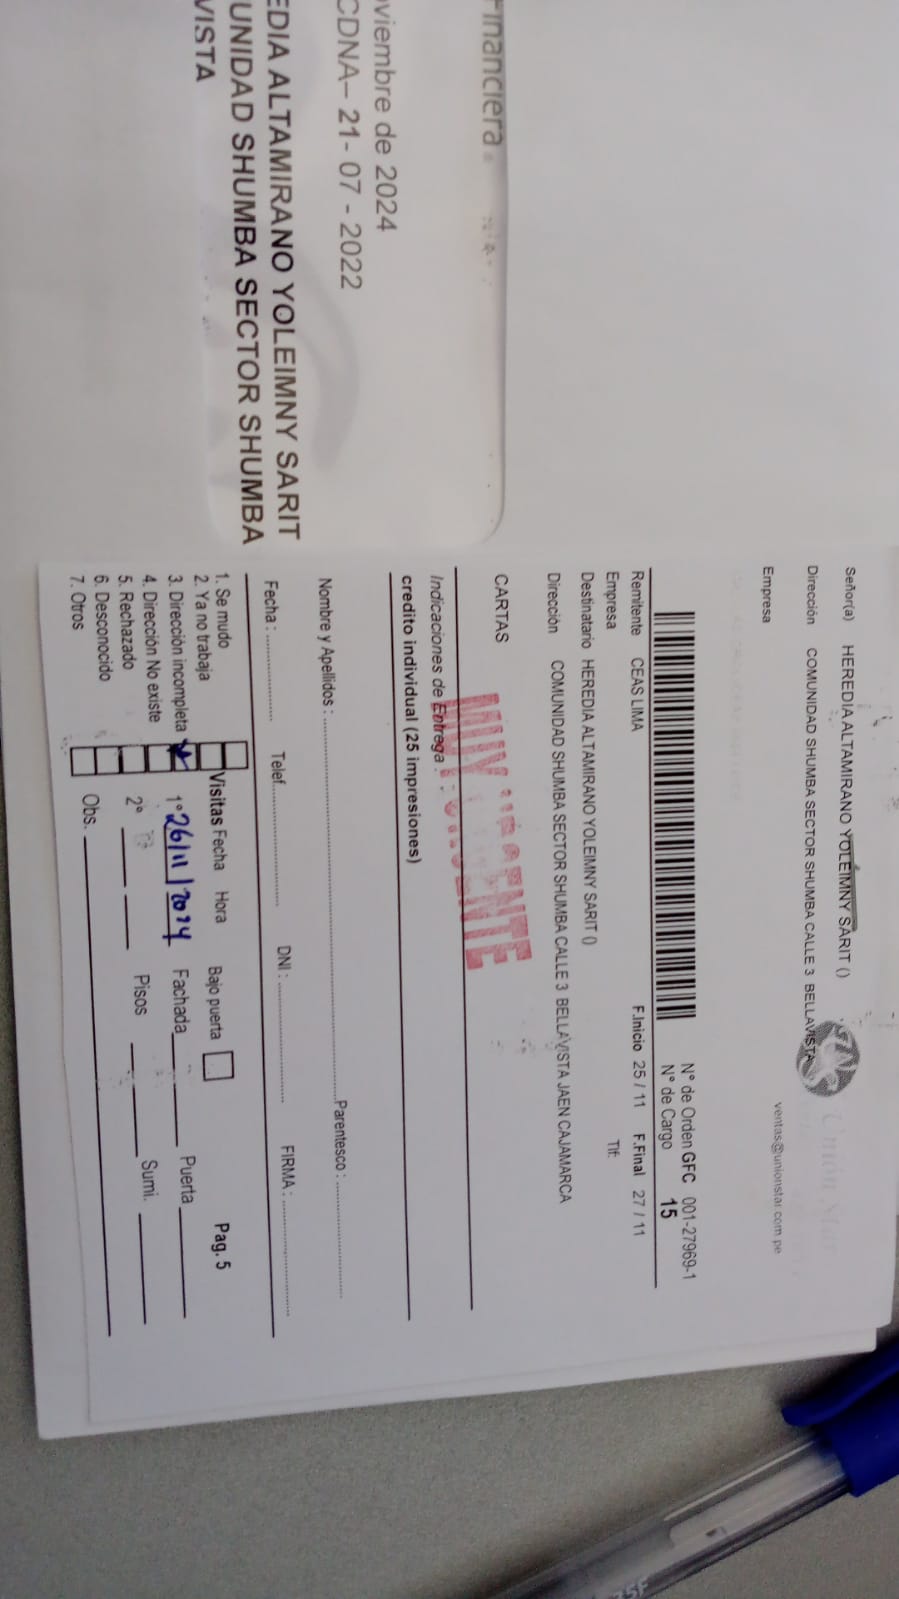 Financiera
viembre de 2024
CDNA– 21- 07 - 2022
EDIA ALTAMIRANO YOLEIMNY SARIT
UNIDAD SHUMBA SECTOR SHUMBA
VISTA
Señor(a) HEREDIA ALTAMIRANO YOLEIMNY SARIT ()
Dirección COMUNIDAD SHUMBA SECTOR SHUMBA CALLE 3 BELLAVISTA
Union Star
Empresa
ventas@unionstar.com.pe
N° de Orden GFC 001-27969-1
N° de Cargo 15
Remitente CEAS LIMA F.Inicio 25 / 11 F.Final 27 / 11
Empresa Tlf:
Destinatario HEREDIA ALTAMIRANO YOLEIMNY SARIT ()
Dirección COMUNIDAD SHUMBA SECTOR SHUMBA CALLE 3 BELLAVISTA JAEN CAJAMARCA
CARTAS
MUY URGENTE
Indicaciones de Entrega :
credito individual (25 impresiones)
Nombre y Apellidos : Parentesco :
Fecha : Telef. DNI : FIRMA :
1. Se mudo
2. Ya no trabaja
3. Dirección incompleta
4. Dirección No existe
5. Rechazado
6. Desconocido
7. Otros
Visitas Fecha Hora Bajo puerta Pag. 5
1° 26/11/2024 Fachada Puerta
2° Pisos Sumi.
Obs.